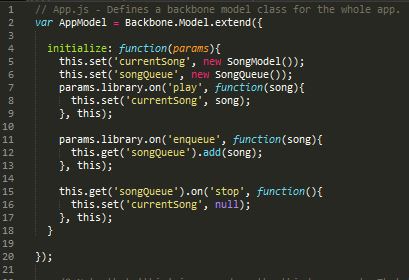 1 // App.js - Defines a backbone model class for the whole app.
2 var AppModel = Backbone.Model.extend({
3
4   initialize: function(params){
5     this.set('currentSong', new SongModel());
6     this.set('songQueue', new SongQueue());
7     params.library.on('play', function(song){
8       this.set('currentSong', song);
9     }, this);
10
11     params.library.on('enqueue', function(song){
12       this.get('songQueue').add(song);
13     }, this);
14
15     this.get('songQueue').on('stop', function(){
16       this.set('currentSong', null);
17     }, this);
18   }
19
20 });
21